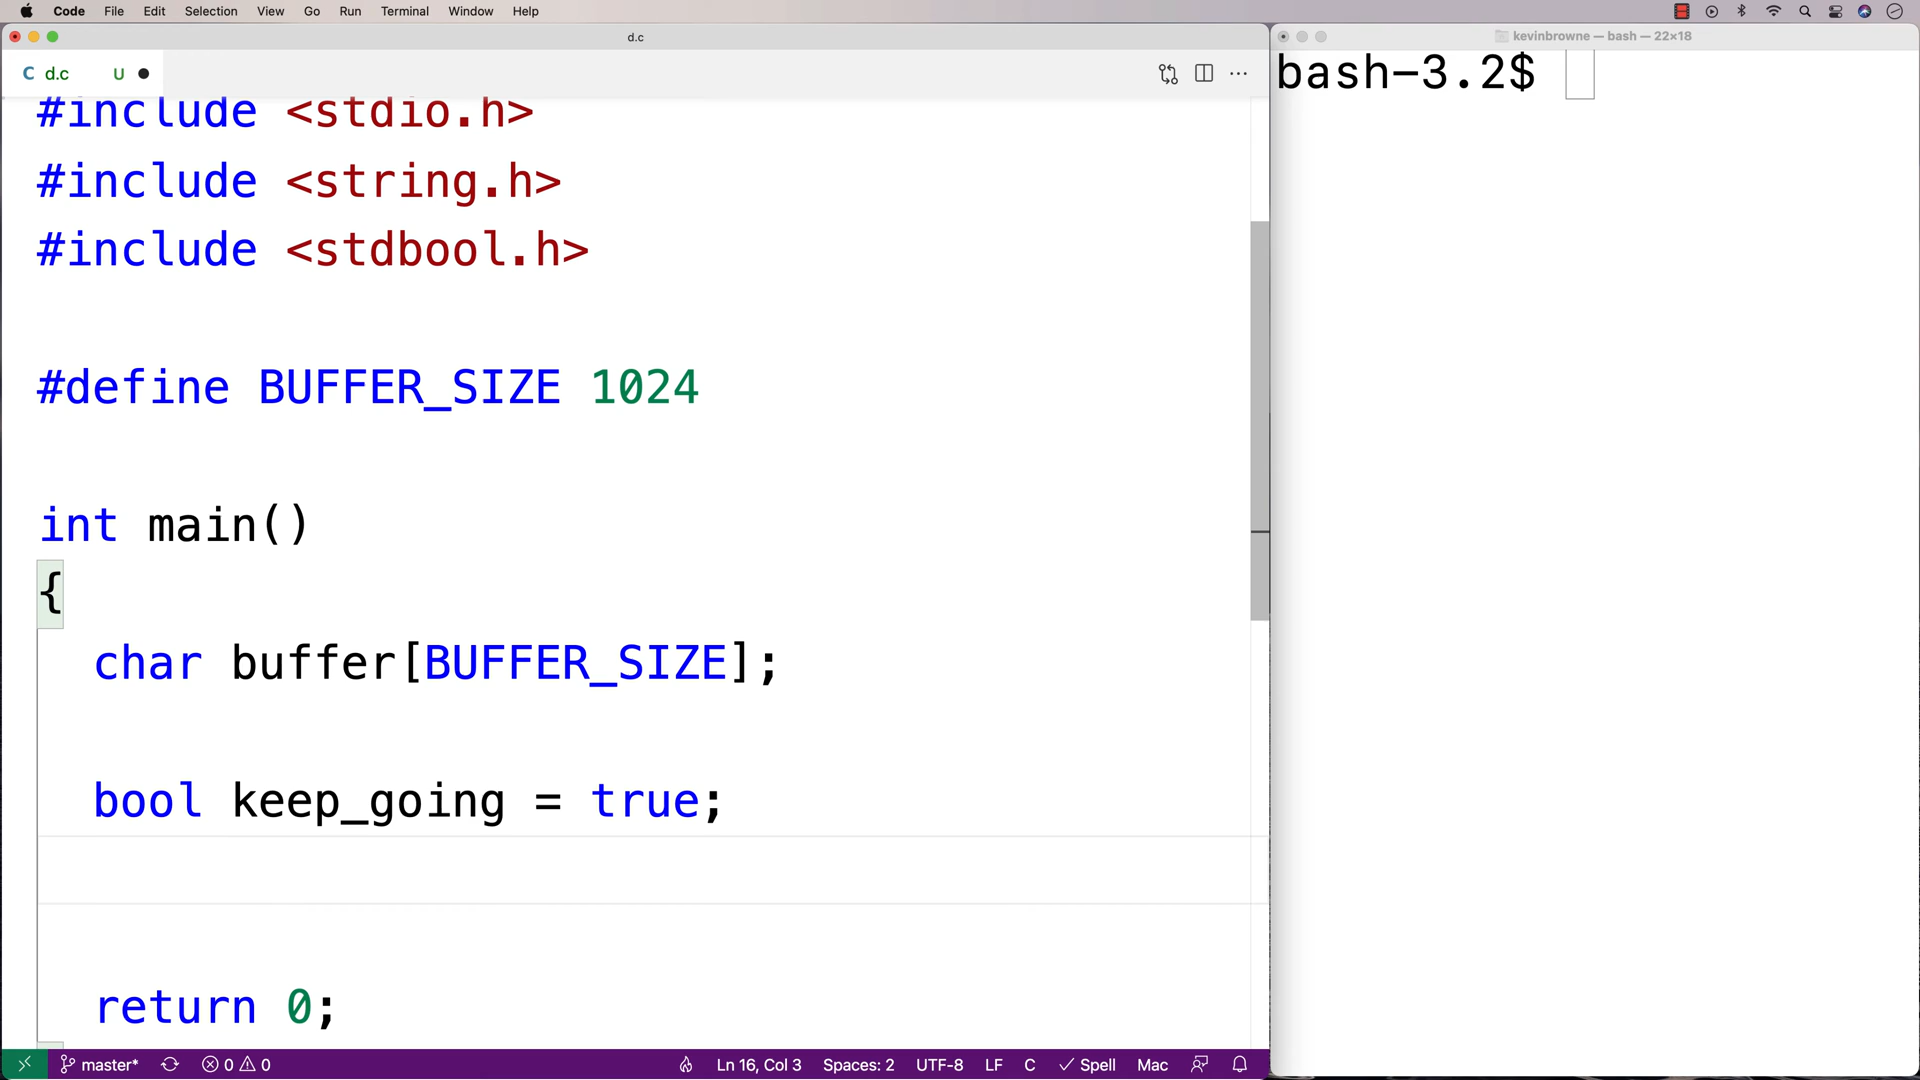 Code File Edit Selection View Go Run Terminal Window Help
d.c
kevinbrowne — bash — 22×18
C d.c U
bash-3.2$
#include <stdio.h>
#include <string.h>
#include <stdbool.h>
#define BUFFER_SIZE 1024
int main()
{
char buffer[BUFFER_SIZE];
bool keep_going = true;
return 0;
master* 0 0 Ln 16, Col 3 Spaces: 2 UTF-8 LF C Spell Mac